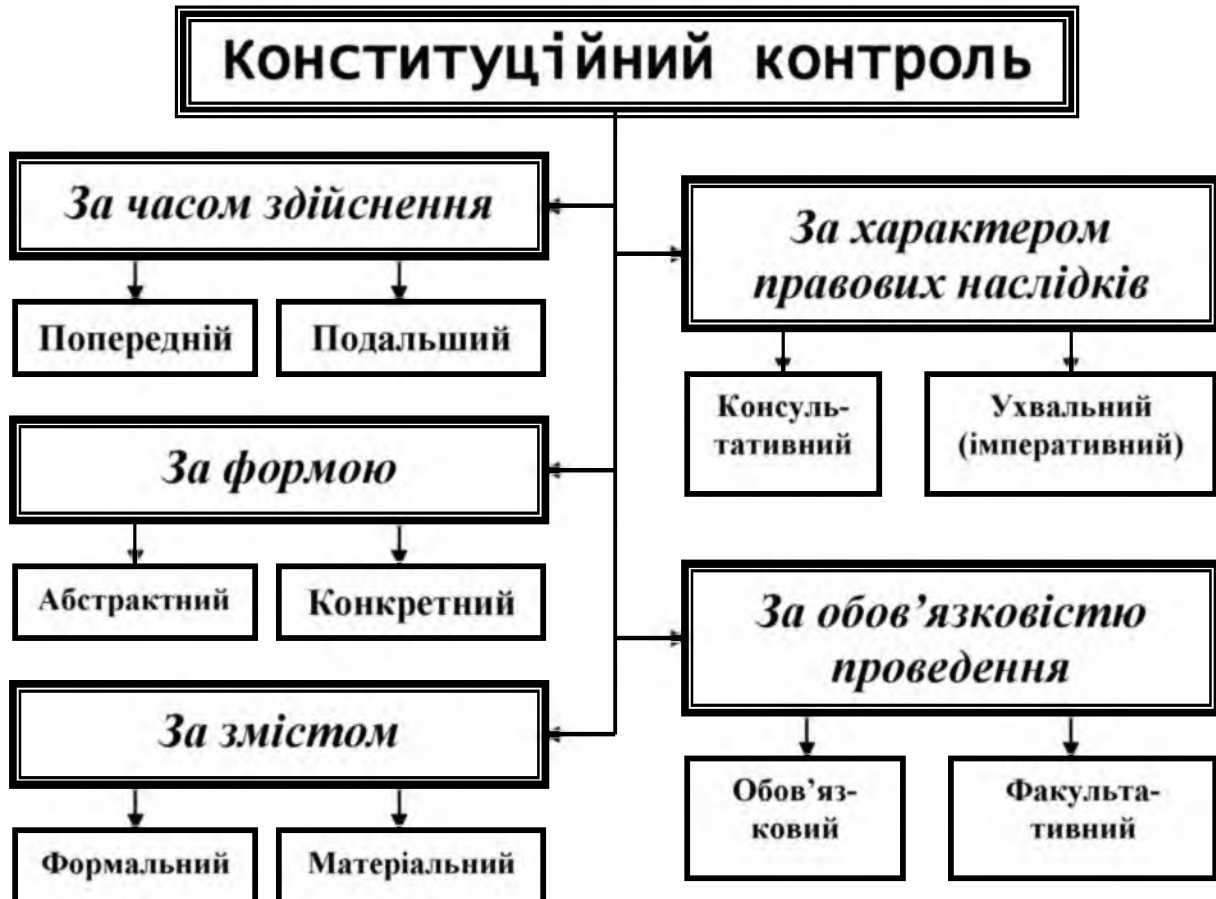 Конституційний контроль
За часом здійснення
Попередній
Подальший
За формою
Абстрактний
Конкретний
За змістом
Формальний
Матеріальний
За характером
правових наслідків
Консуль-
тативний
Ухвальний
(імперативний)
За обов’язковістю
проведення
Обов’яз-
ковий
Факульта-
тивний